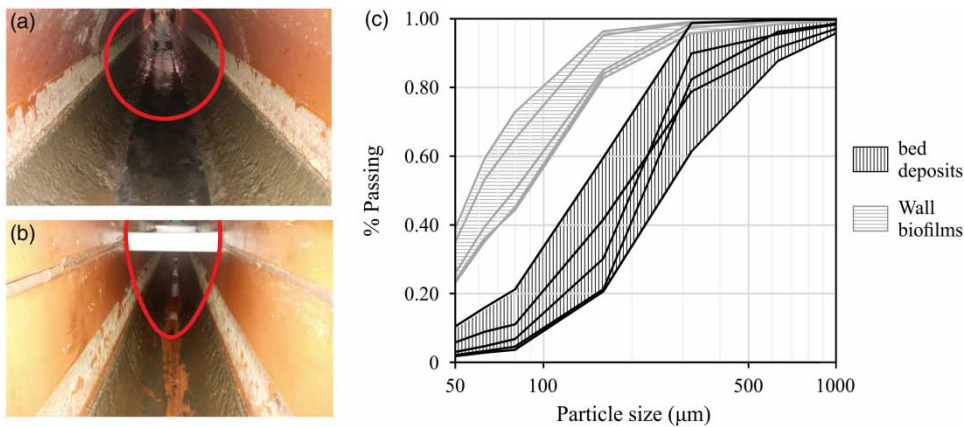 (a)
(b)
(c)
% Passing
1.00
0.80
0.60
0.40
0.20
0
50
100
500
1000
Particle size (μm)
bed
deposits
Wall
biofilms